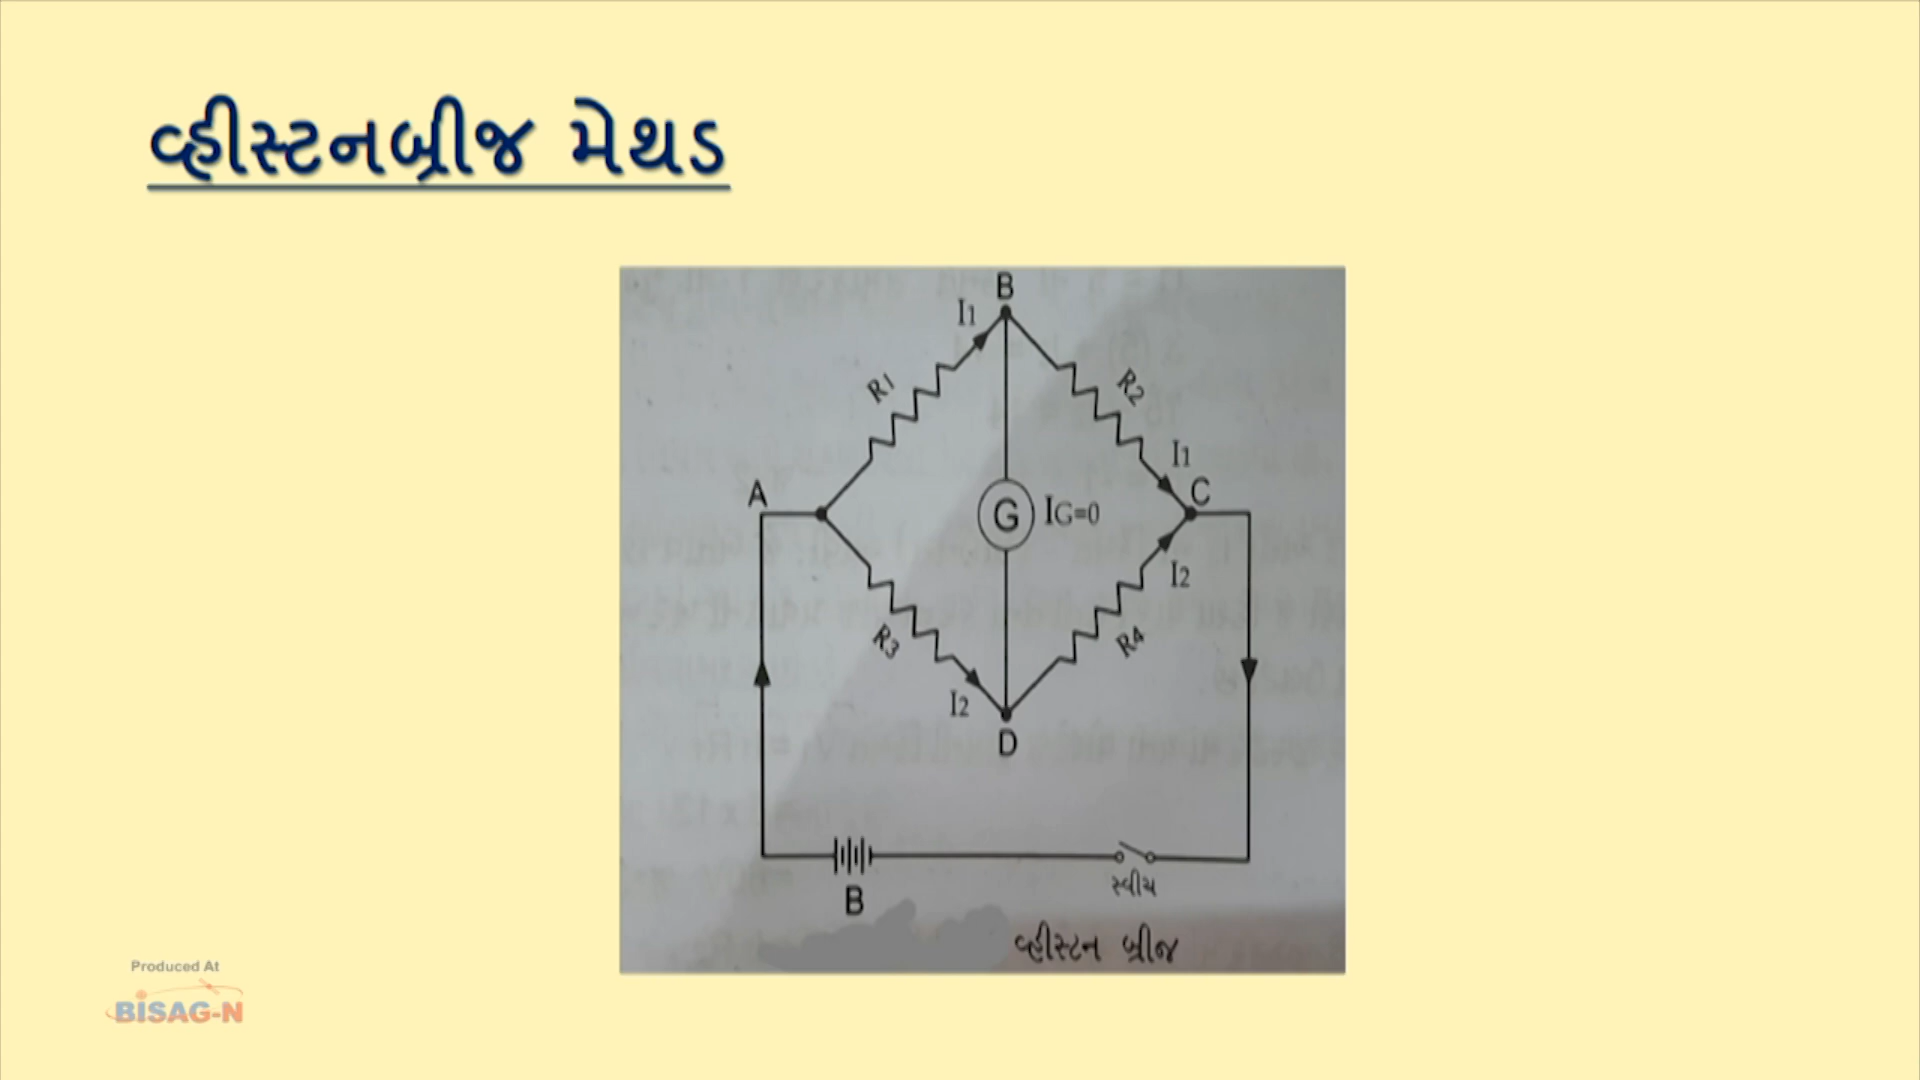 વ્હીસ્ટનબ્રીજ મેથડ
B
I1
R1
R2
I1
A
C
G
IG=0
I2
R3
R4
I2
D
B
સ્વીચ
વ્હીસ્ટન બ્રીજ
Produced At
BISAG-N